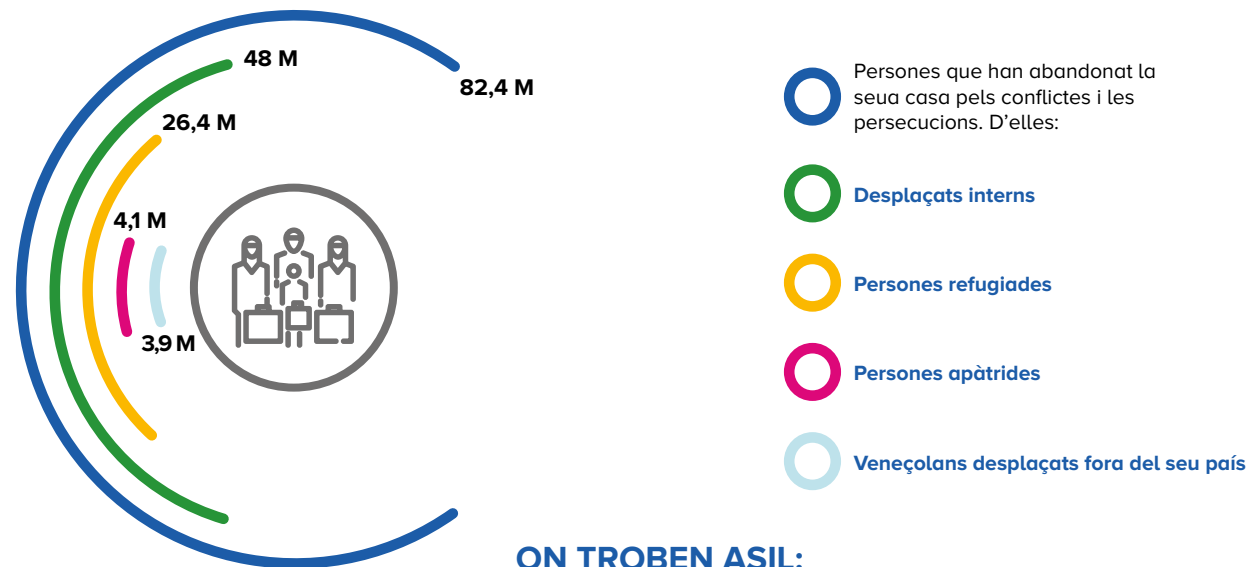 48 M
82,4 M
26,4 M
4,1 M
3,9 M
Persones que han abandonat la
seua casa pels conflictes i les
persecucions. D’elles:
Desplaçats interns
Persones refugiades
Persones apàtrides
Veneçolans desplaçats fora del seu país
ON TROBEN ASIL: